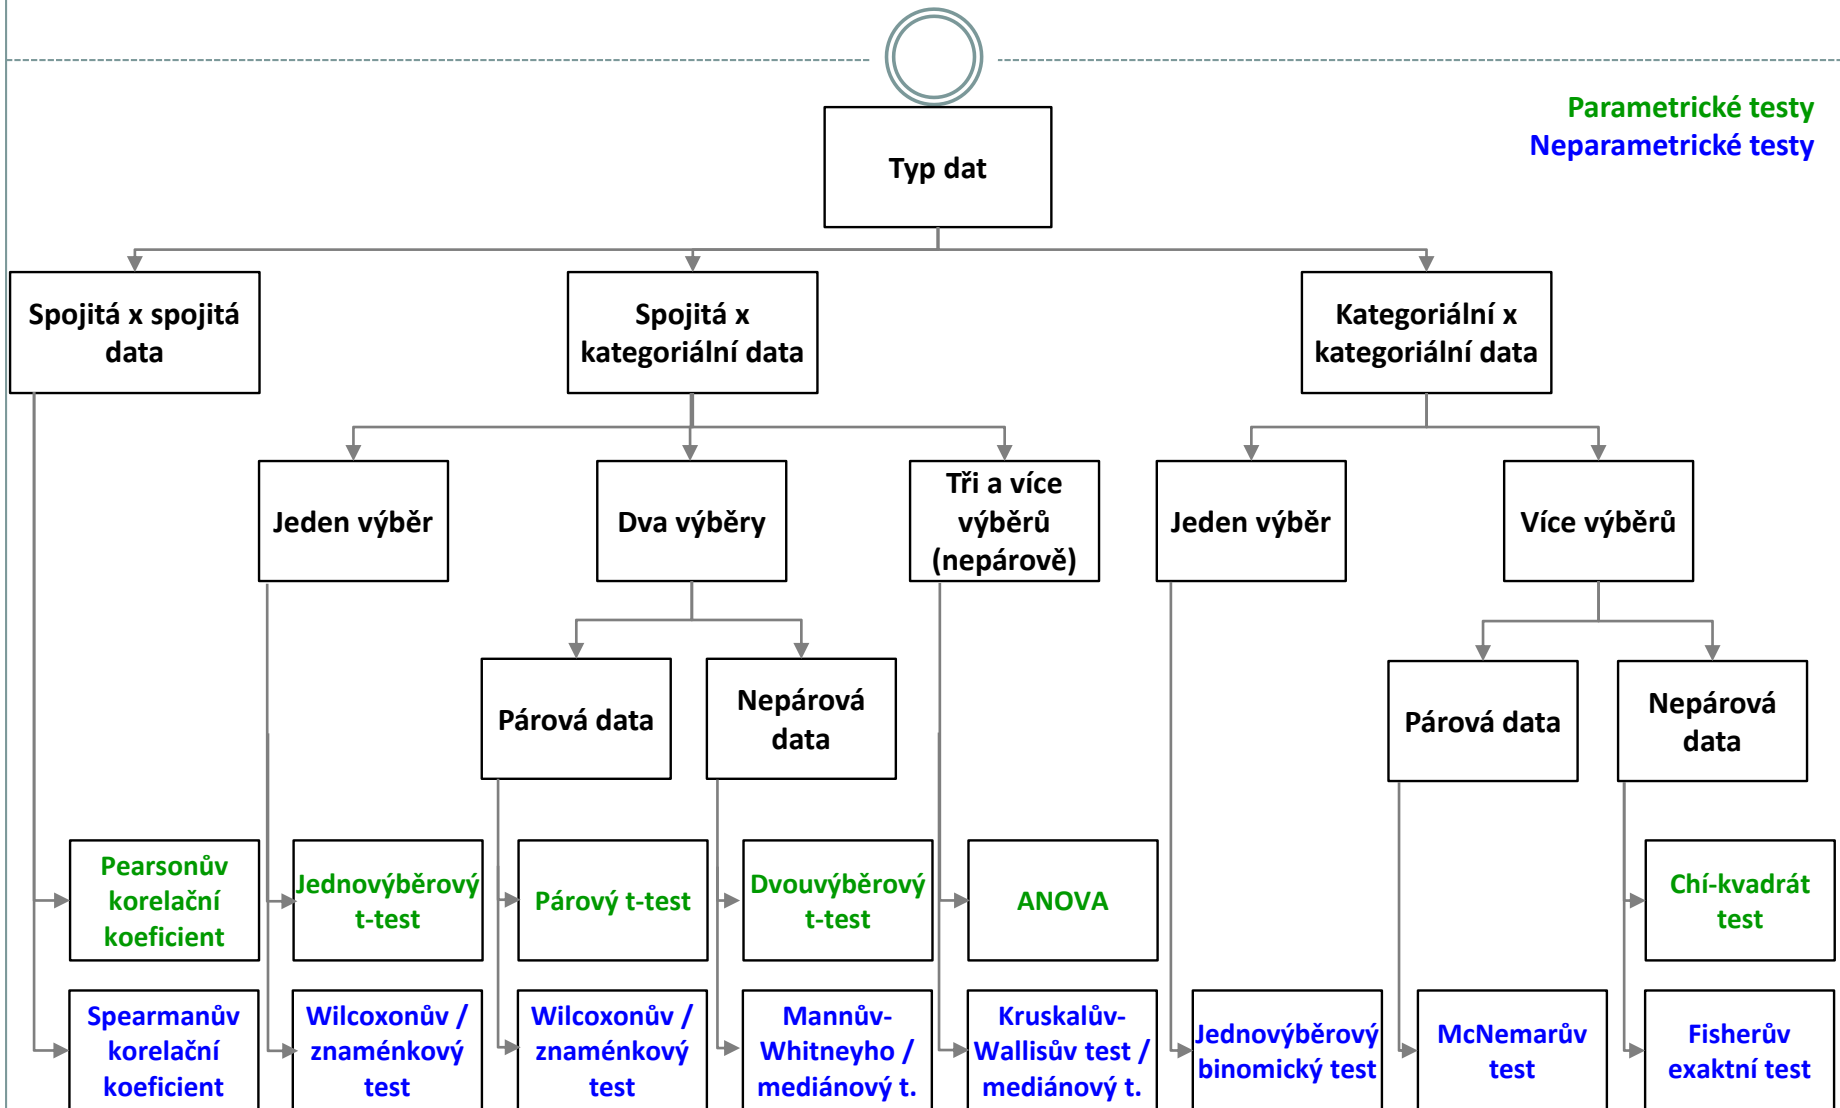 Parametrické testy
Neparametrické testy
Typ dat
Spojitá x spojitá
data
Spojitá x
kategoriální data
Kategoriální x
kategoriální data
Jeden výběr
Dva výběry
Tři a více
výběrů
(nepárově)
Jeden výběr
Více výběrů
Párová data
Nepárová
data
Párová data
Nepárová
data
Pearsonův
korelační
koeficient
Jednovýběrový
t-test
Párový t-test
Dvouvýběrový
t-test
ANOVA
Chí-kvadrát
test
Spearmanův
korelační
koeficient
Wilcoxonův /
znaménkový
test
Wilcoxonův /
znaménkový
test
Mannův-
Whitneyho /
mediánový t.
Kruskalův-
Wallisův test /
mediánový t.
Jednovýběrový
binomický test
McNemarův
test
Fisherův
exaktní test